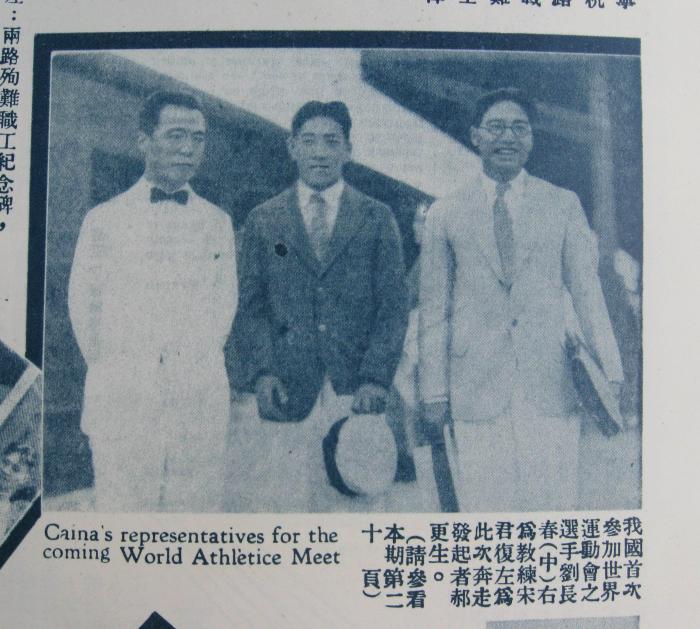 我國首次
參加世界
運動會之
選手劉長
春(中)右
爲教練宋
君復左爲
此次奔走
發起者郝
更生。
(請參看
本期第二
十頁)
Caina's representatives for the
coming World Athletice Meet
:兩路殉難職工紀念碑,